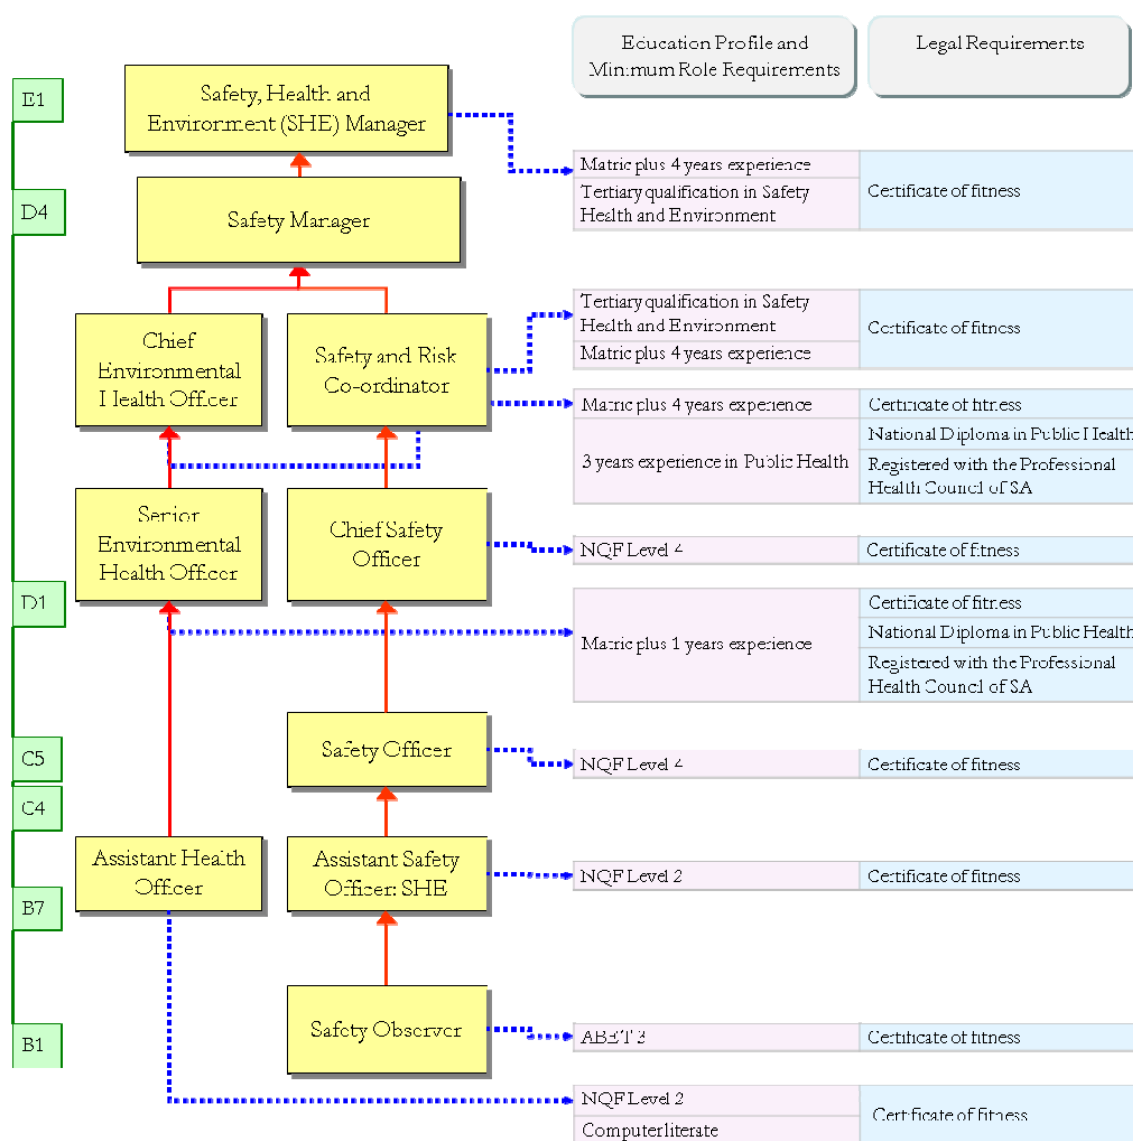 Education Profile and
Minimum Role Requirements
Legal Requirements
E1
Safety, Health and
Environment (SHE) Manager
Matric plus 4 years experience
Tertiary qualification in Safety
Health and Environment
Certificate of fitness
D4
Safety Manager
Tertiary qualification in Safety
Health and Environment
Matric plus 4 years experience
Certificate of fitness
Chief
Environmental
Health Officer
Safety and Risk
Co-ordinator
Matric plus 4 years experience
Certificate of fitness
3 years experience in Public Health
National Diploma in Public Health
Registered with the Professional
Health Council of SA
Senior
Environmental
Health Officer
Chief Safety
Officer
NQF Level 4
Certificate of fitness
D1
Matric plus 1 years experience
Certificate of fitness
National Diploma in Public Health
Registered with the Professional
Health Council of SA
C5
Safety Officer
NQF Level 4
Certificate of fitness
C4
Assistant Health
Officer
Assistant Safety
Officer: SHE
NQF Level 2
Certificate of fitness
B7
Safety Observer
B1
ABET 3
Certificate of fitness
NQF Level 2
Computer literate
Certificate of fitness